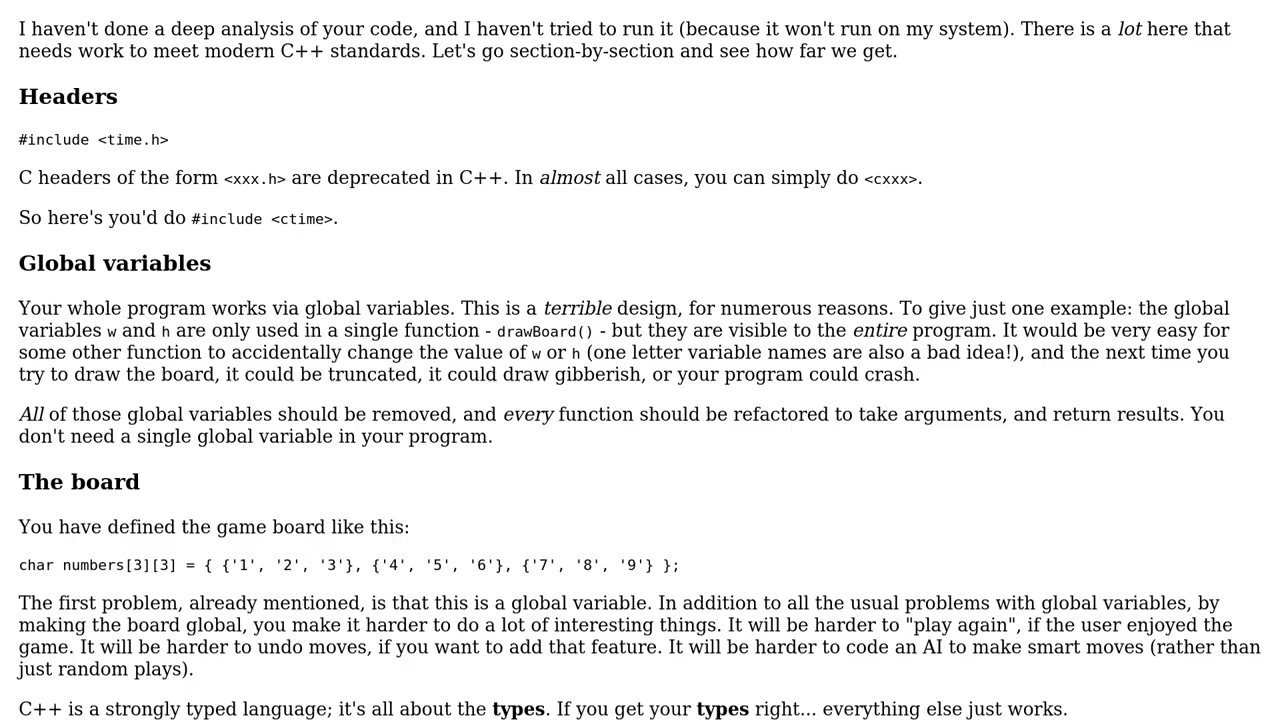 I haven't done a deep analysis of your code, and I haven't tried to run it (because it won't run on my system). There is a lot here that
needs work to meet modern C++ standards. Let's go section-by-section and see how far we get.
Headers
#include <time.h>
C headers of the form <xxx.h> are deprecated in C++. In almost all cases, you can simply do <cxxx>.
So here's you'd do #include <ctime>.
Global variables
Your whole program works via global variables. This is a terrible design, for numerous reasons. To give just one example: the global
variables w and h are only used in a single function - drawBoard() - but they are visible to the entire program. It would be very easy for
some other function to accidentally change the value of w or h (one letter variable names are also a bad idea!), and the next time you
try to draw the board, it could be truncated, it could draw gibberish, or your program could crash.
All of those global variables should be removed, and every function should be refactored to take arguments, and return results. You
don't need a single global variable in your program.
The board
You have defined the game board like this:
char numbers[3][3] = { {'1', '2', '3'}, {'4', '5', '6'}, {'7', '8', '9'} };
The first problem, already mentioned, is that this is a global variable. In addition to all the usual problems with global variables, by
making the board global, you make it harder to do a lot of interesting things. It will be harder to "play again", if the user enjoyed the
game. It will be harder to undo moves, if you want to add that feature. It will be harder to code an AI to make smart moves (rather than
just random plays).
C++ is a strongly typed language; it's all about the types. If you get your types right... everything else just works.